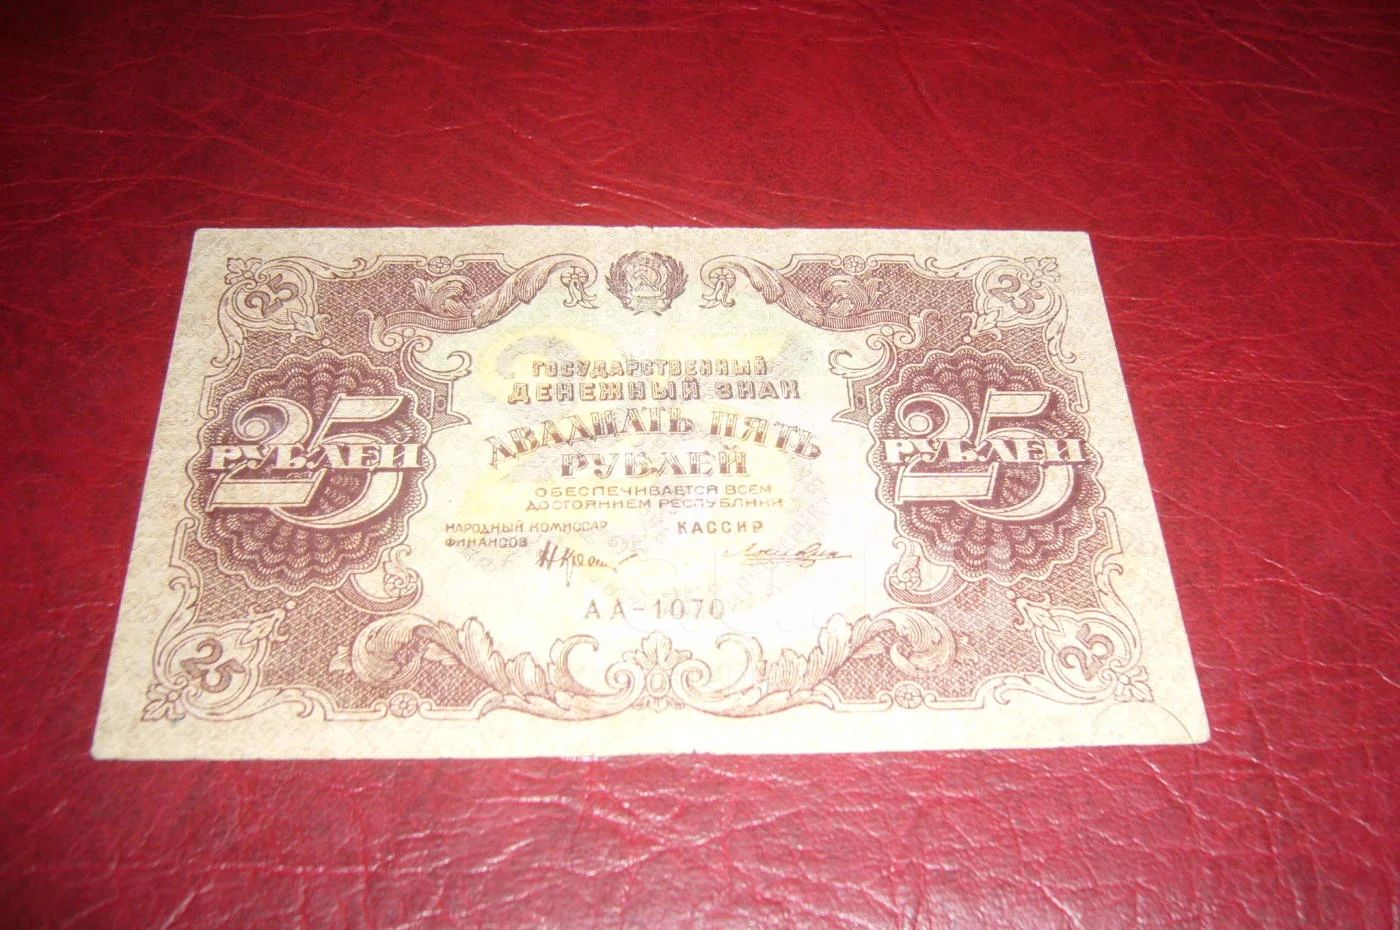 25
25
ГОСУДАРСТВЕННЫЙ
ДЕНЕЖНЫЙ ЗНАК
ДВАДЦАТЬ ПЯТЬ
РУБЛЕЙ
25 РУБЛЕЙ
25 РУБЛЕЙ
ОБЕСПЕЧИВАЕТСЯ ВСЕМ
ДОСТОЯНИЕМ РЕСПУБЛИКИ
НАРОДНЫЙ КОМИССАР
ФИНАНСОВ
КАССИР
АА-1070
25
25